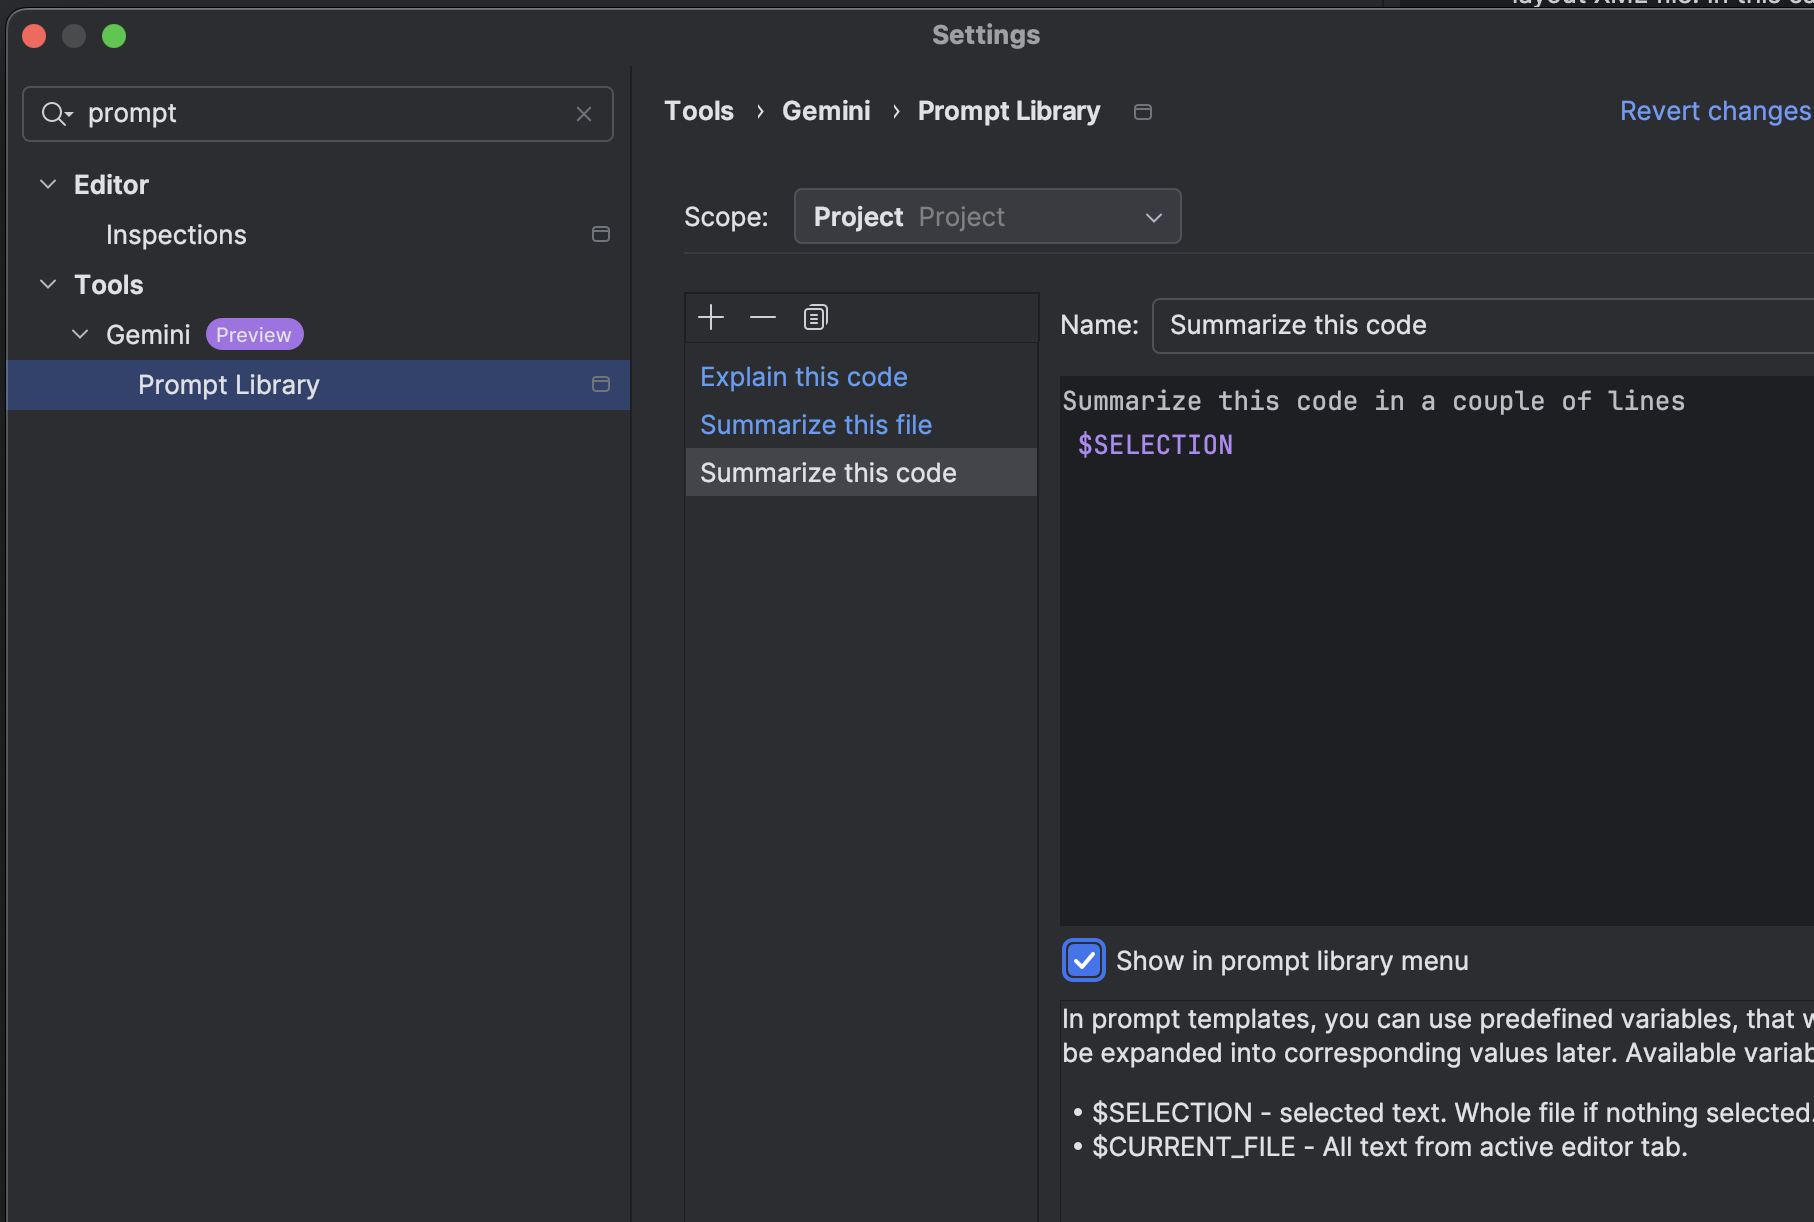 Settings
prompt
Editor
Inspections
Tools
Gemini Preview
Prompt Library
Tools › Gemini › Prompt Library
Revert changes
Scope: Project Project
Explain this code
Summarize this file
Summarize this code
Name: Summarize this code
Summarize this code in a couple of lines
$SELECTION
Show in prompt library menu
In prompt templates, you can use predefined variables, that
be expanded into corresponding values later. Available
• $SELECTION - selected text. Whole file if nothing selected.
• $CURRENT_FILE - All text from active editor tab.